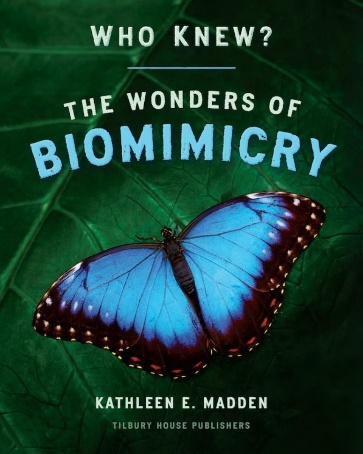 WHO KNEW?
THE WONDERS OF
BIOMIMICRY
KATHLEEN E. MADDEN
TILBURY HOUSE PUBLISHERS